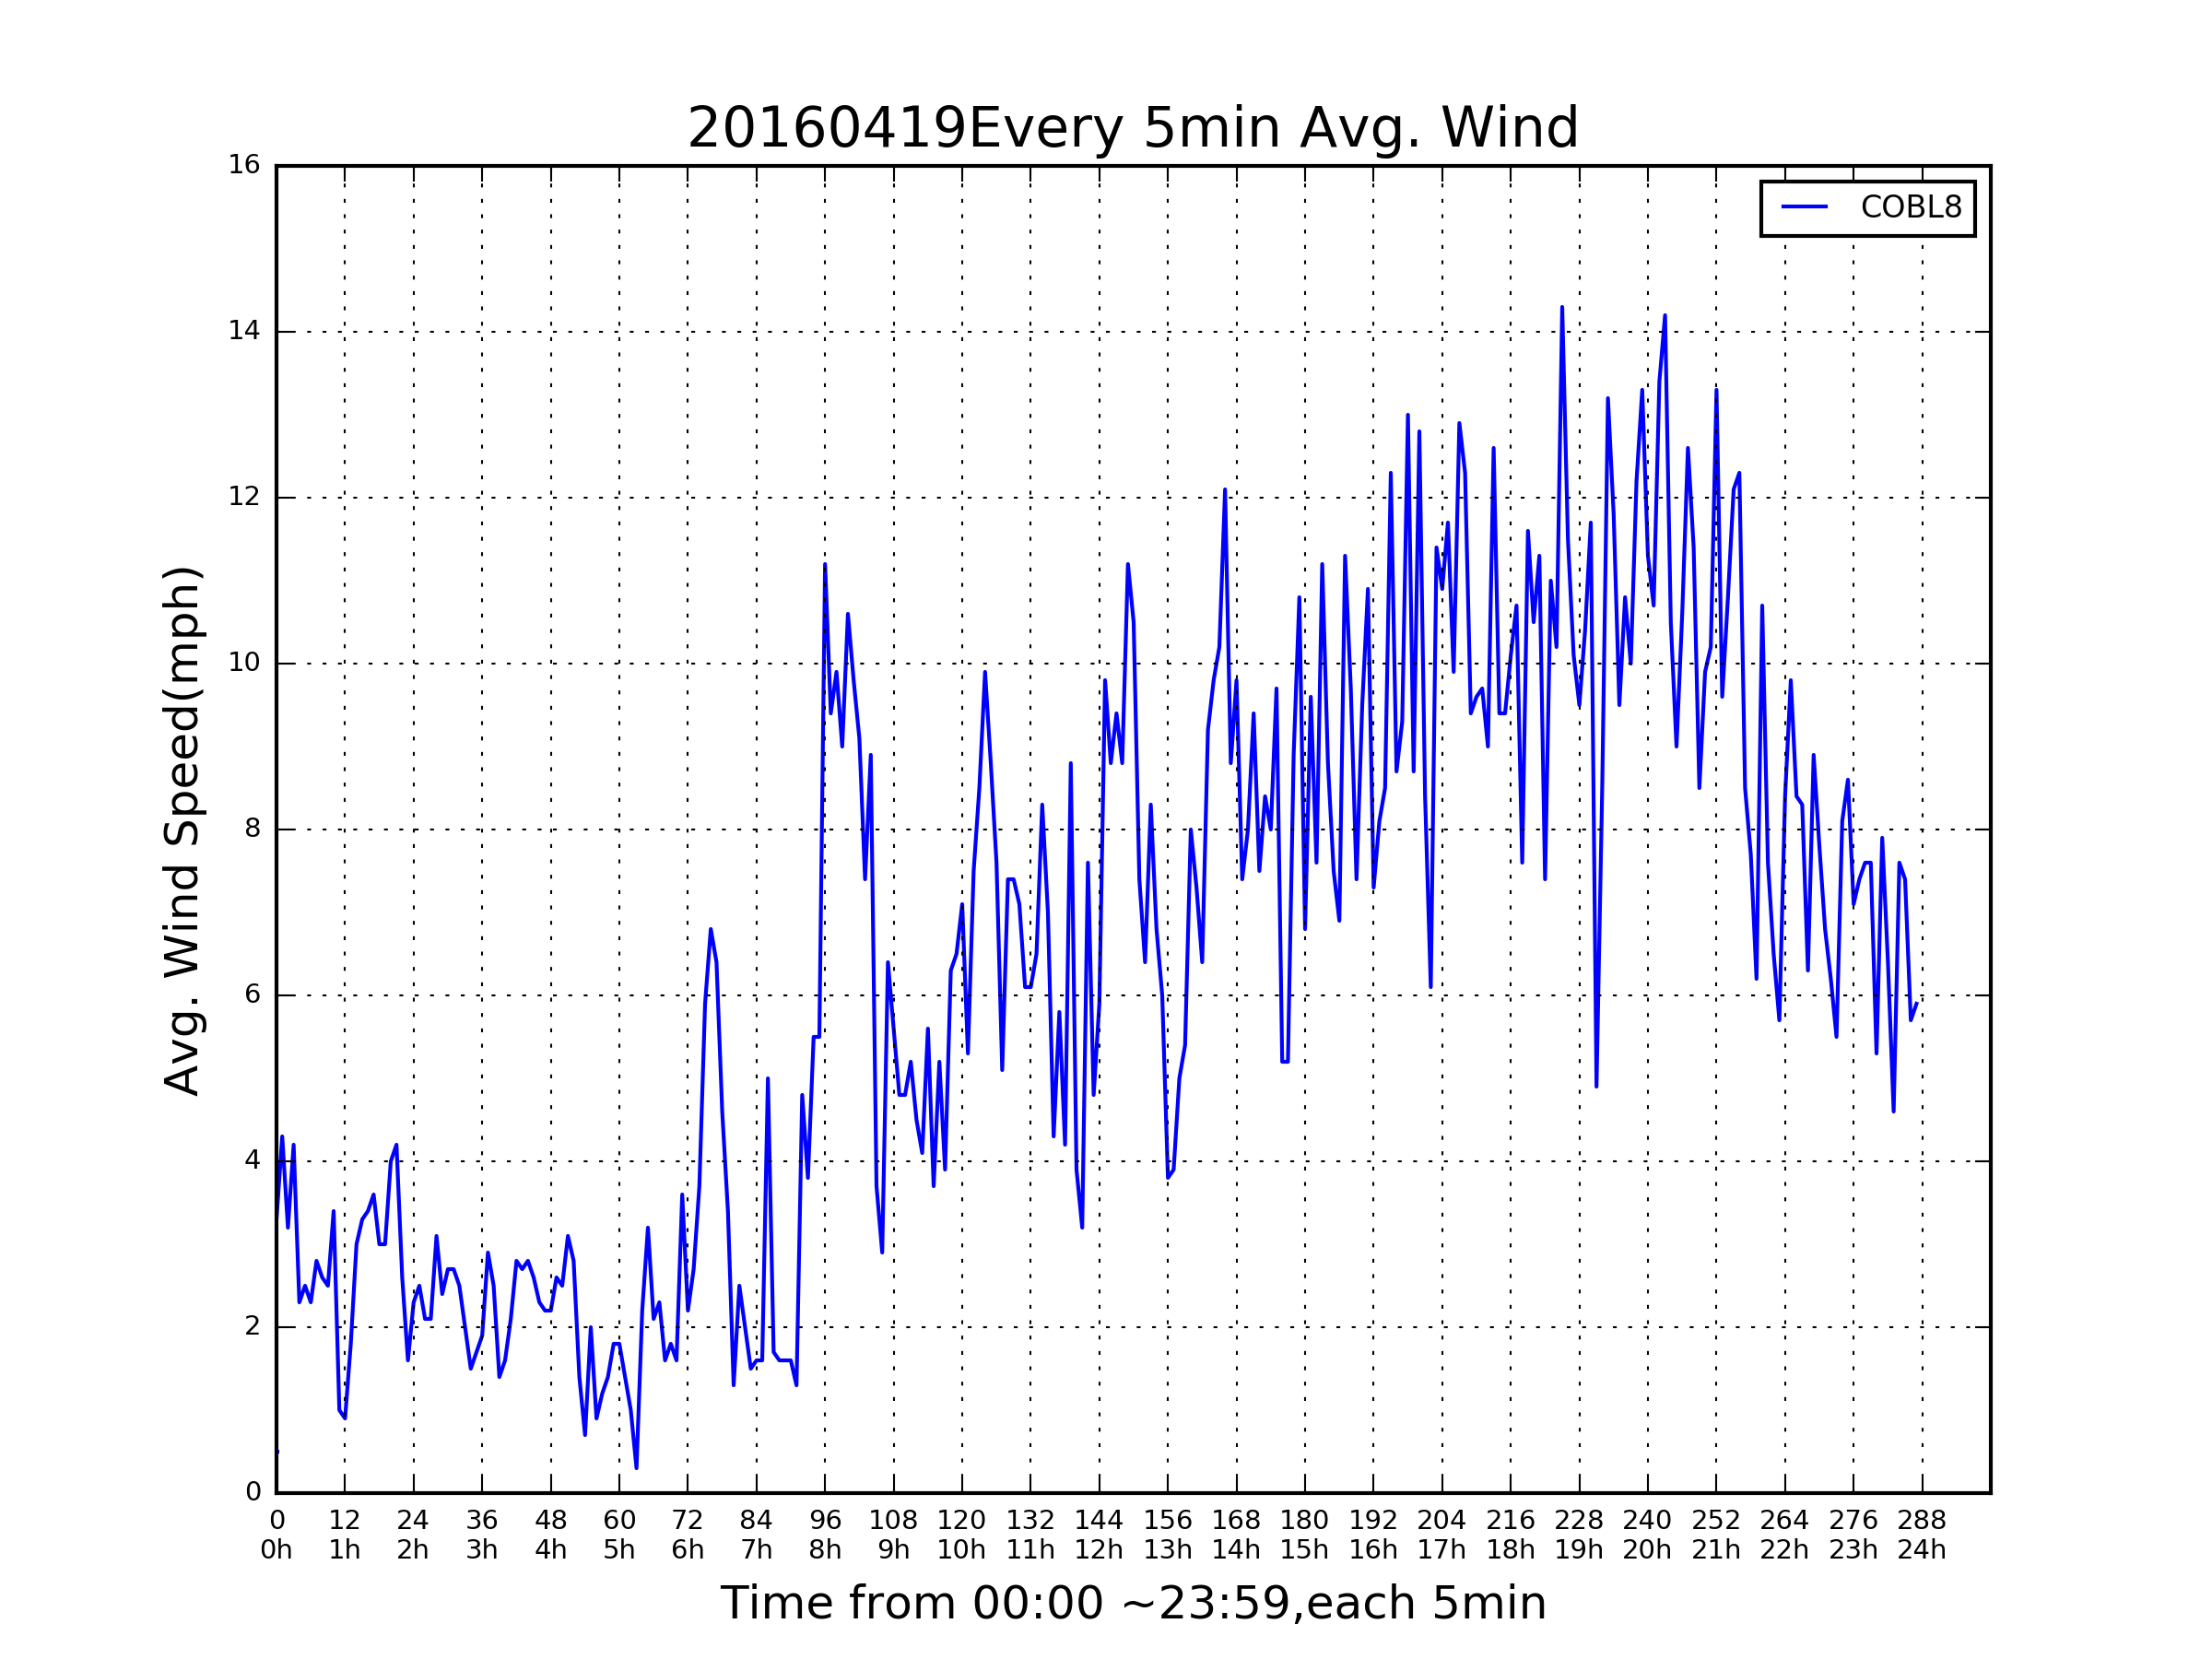 20160419Every 5min Avg. Wind
COBL8
Avg. Wind Speed(mph)
16
14
12
10
8
6
4
2
0
0 12 24 36 48 60 72 84 96 108 120 132 144 156 168 180 192 204 216 228 240 252 264 276 288
0h 1h 2h 3h 4h 5h 6h 7h 8h 9h 10h 11h 12h 13h 14h 15h 16h 17h 18h 19h 20h 21h 22h 23h 24h
Time from 00:00 ~23:59,each 5min